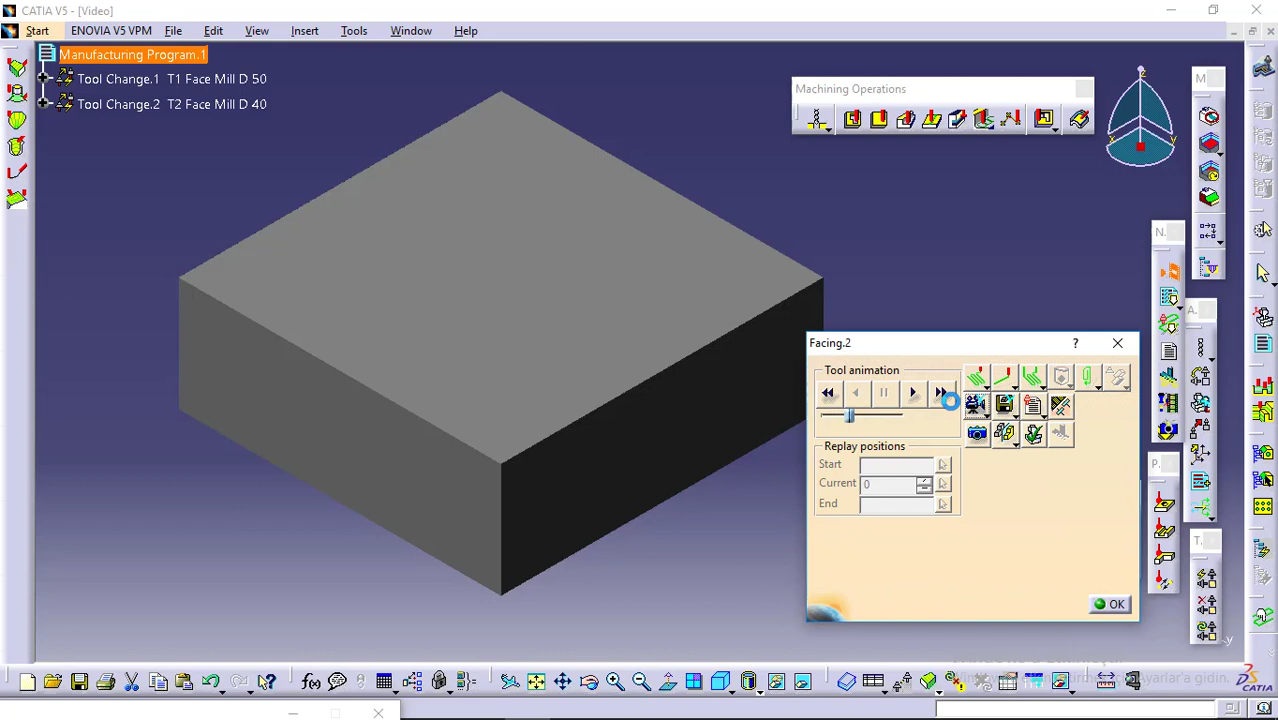 CATIA V5 - [Video]
Start ENOVIA V5 VPM File Edit View Insert Tools Window Help
Manufacturing Program.1
Tool Change.1 T1 Face Mill D 50
Tool Change.2 T2 Face Mill D 40
Machining Operations
M
z
x
y
N.
A.
Facing.2
?
Tool animation
Replay positions
Start
Current 0
End
P.
T.
OK
y
f(x)
Ayarlar'a gidin.